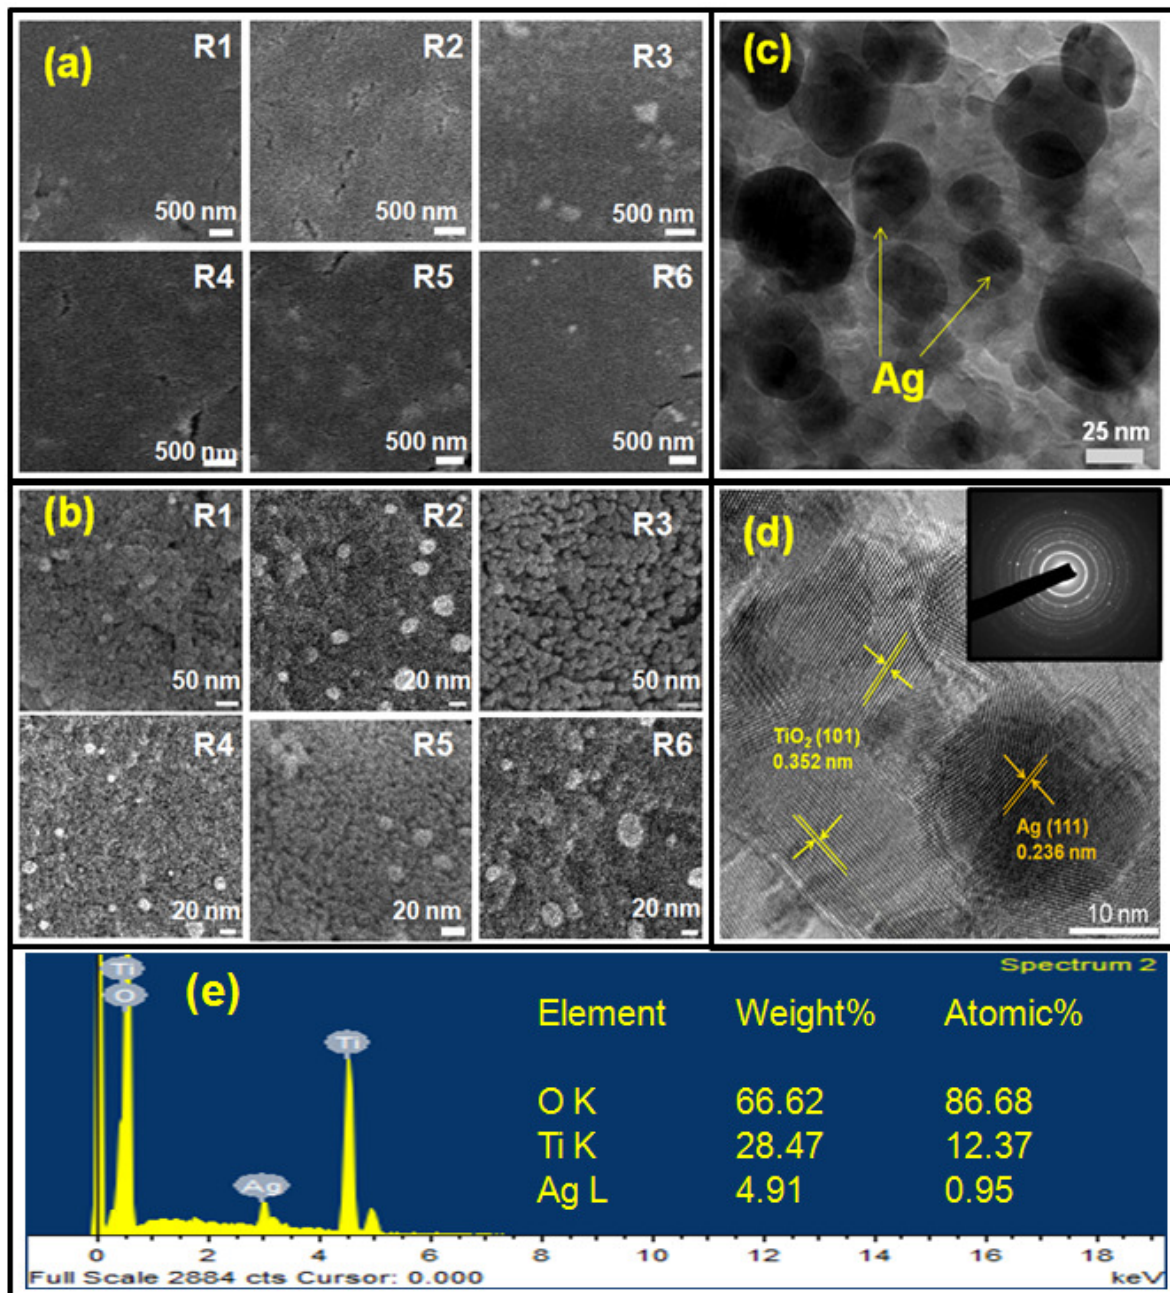 (a)
R1
500 nm
R2
500 nm
R3
500 nm
R4
500 nm
R5
500 nm
R6
500 nm
(b)
R1
50 nm
R2
20 nm
R3
50 nm
R4
20 nm
R5
20 nm
R6
20 nm
(c)
Ag
25 nm
(d)
TiO₂ (101)
0.352 nm
Ag (111)
0.236 nm
10 nm
(e)
Spectrum 2
Ti
O
Ag
Ti
Element Weight% Atomic%
O K 66.62 86.68
Ti K 28.47 12.37
Ag L 4.91 0.95
0 2 4 6 8 10 12 14 16 18
Full Scale 2884 cts Cursor: 0.000 keV